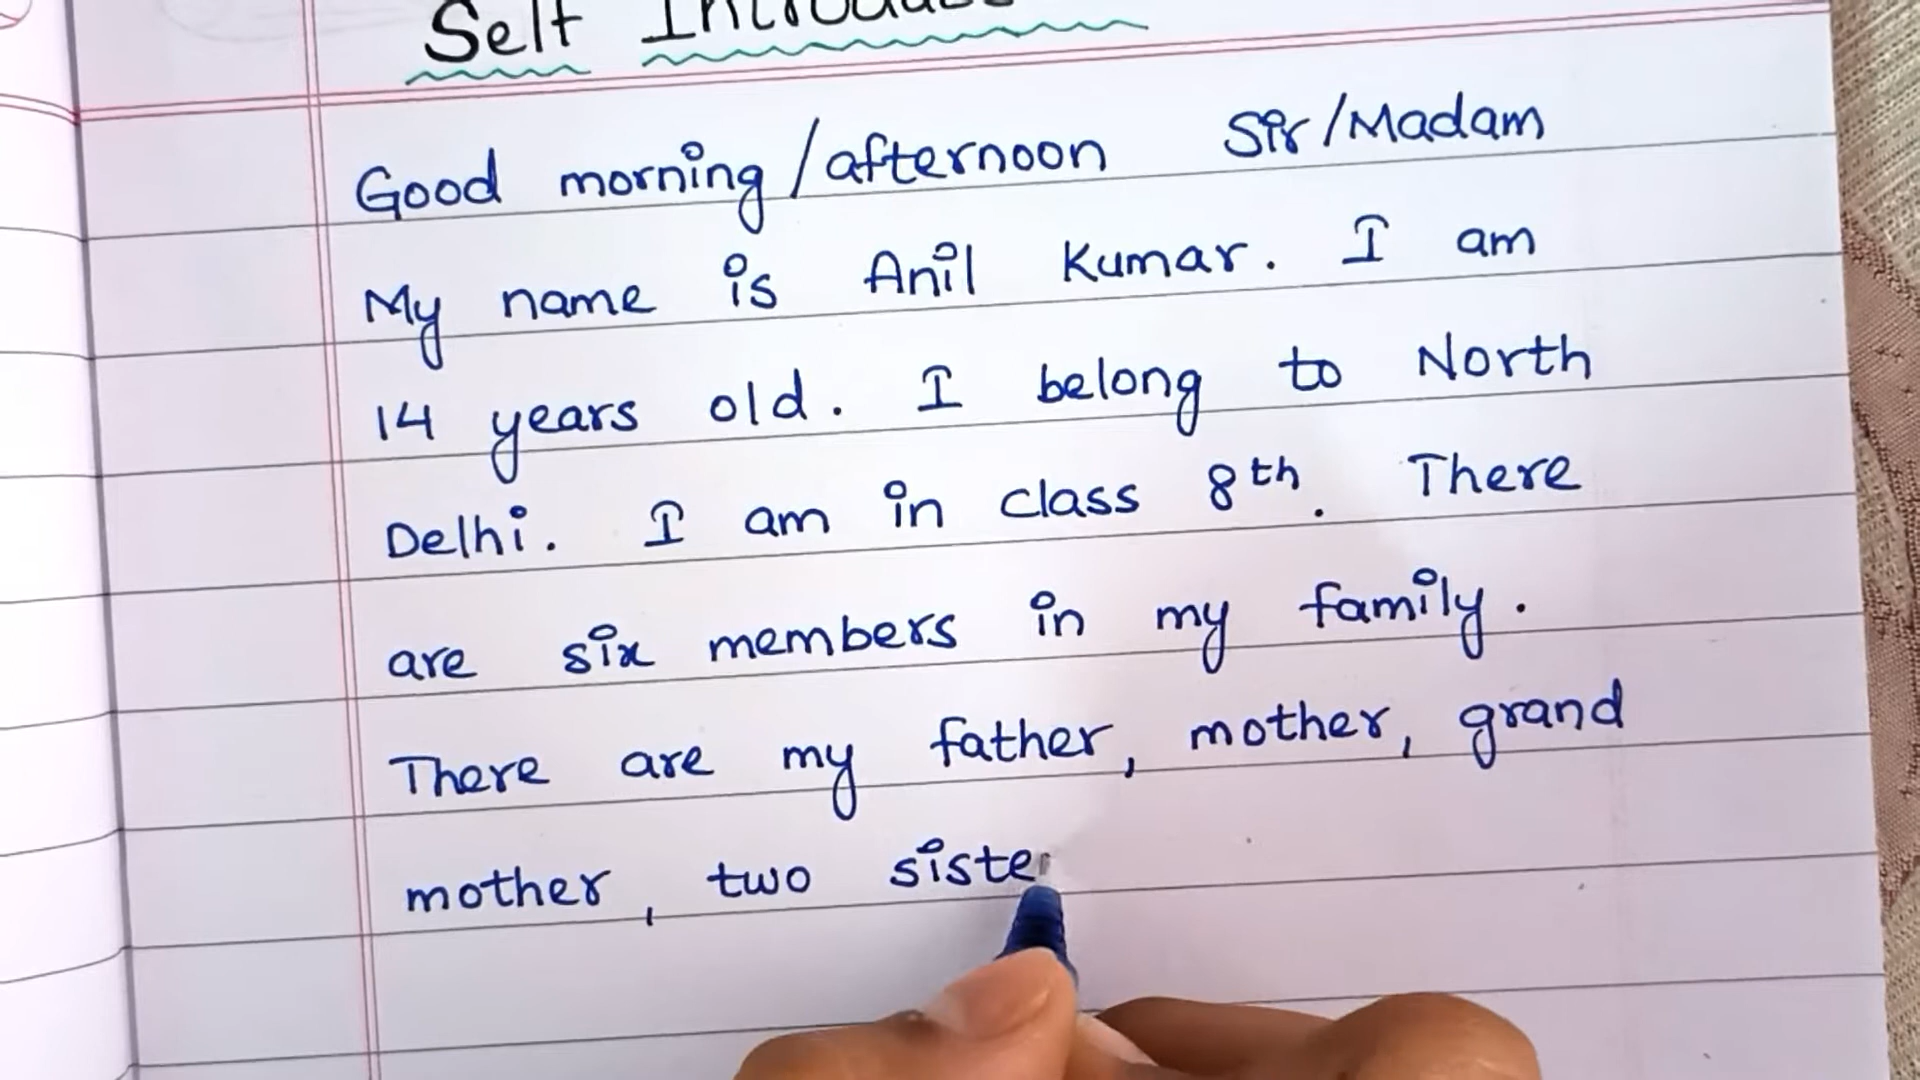 Self
Good morning/afternoon Sir/Madam
My name is Anil Kumar. I am
14 years old. I belong to North
Delhi. I am in class 8th. There
are six members in my family.
There are my father, mother, grand
mother, two siste